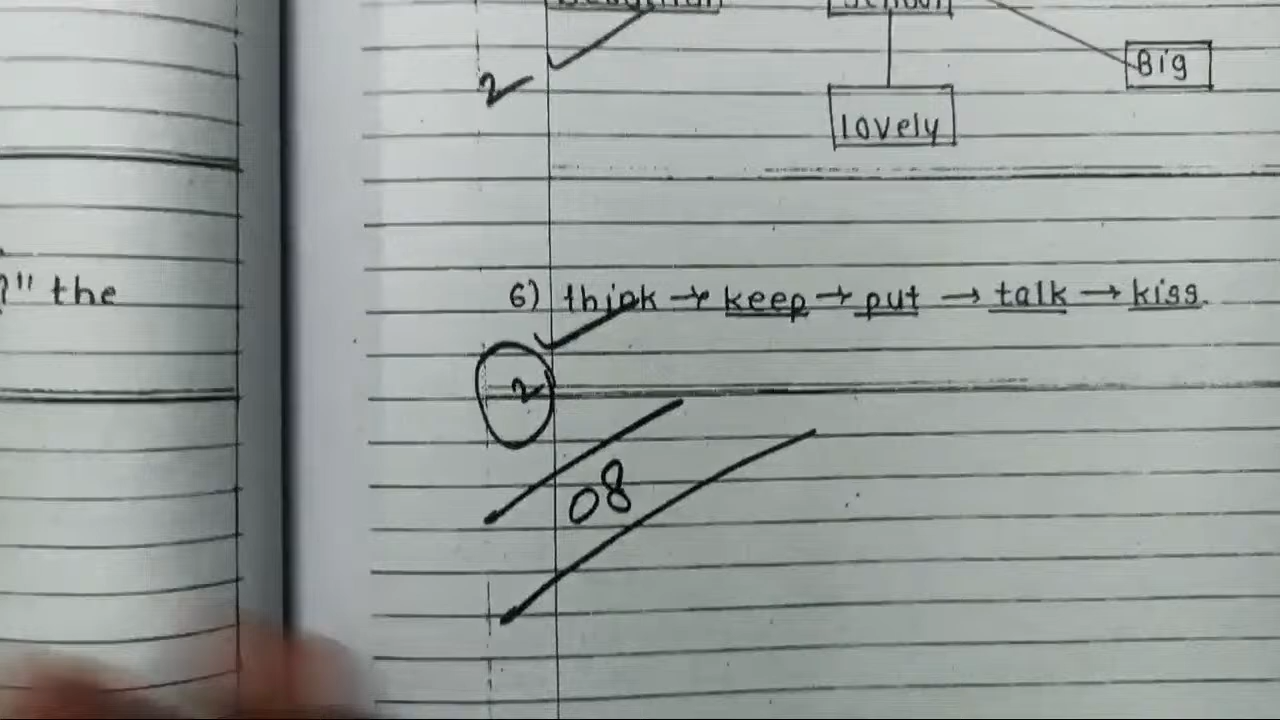 Big
2
lovely
?" the
6) think → keep → put → talk → kiss.
2
08